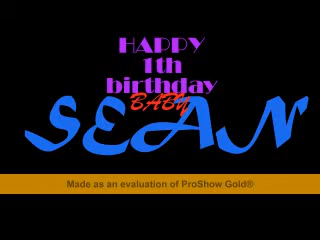 HAPPY
1th
birthday
BABY
SEAN
Made as an evaluation of ProShow Gold®